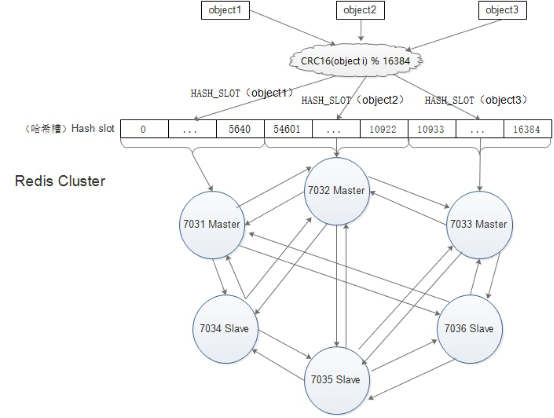 object1 object2 object3
CRC16(object i) % 16384
HASH_SLOT（object1）
HASH_SLOT（object2）
HASH_SLOT（object3）
（哈希槽）Hash slot 0 ... 5640 54601 ... 10922 10933 ... 16384
Redis Cluster
7031 Master
7032 Master
7033 Master
7034 Slave
7035 Slave
7036 Slave